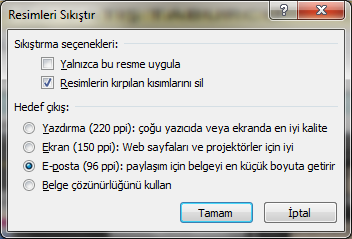 Resimleri Sıkıştır
Sıkıştırma seçenekleri:
Yalnızca bu resme uygula
Resimlerin kırpılan kısımlarını sil
Hedef çıkış:
Yazdırma (220 ppi): çoğu yazıcıda veya ekranda en iyi kalite
Ekran (150 ppi): Web sayfaları ve projektörler için iyi
E-posta (96 ppi): paylaşım için belgeyi en küçük boyuta getirir
Belge çözünürlüğünü kullan
Tamam İptal